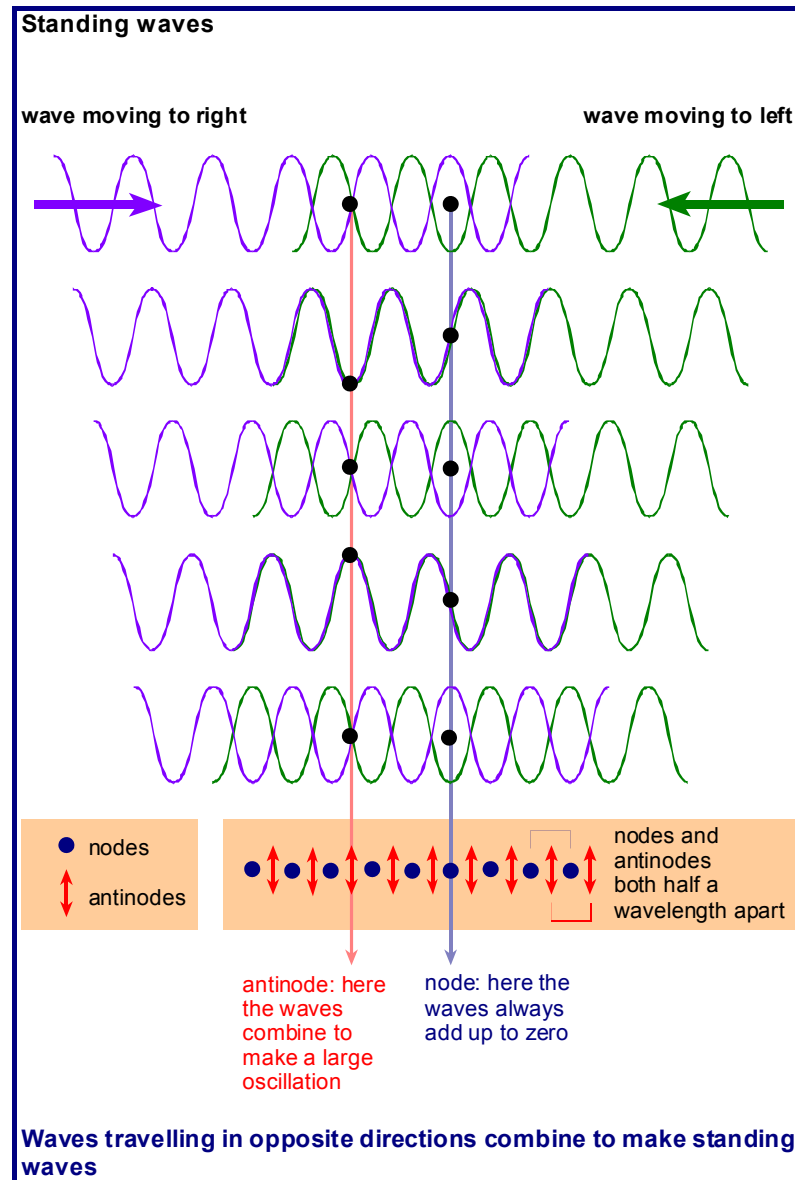 Standing waves
wave moving to right
wave moving to left
nodes
antinodes
nodes and
antinodes
both half a
wavelength apart
antinode: here
the waves
combine to
make a large
oscillation
node: here the
waves always
add up to zero
Waves travelling in opposite directions combine to make standing
waves